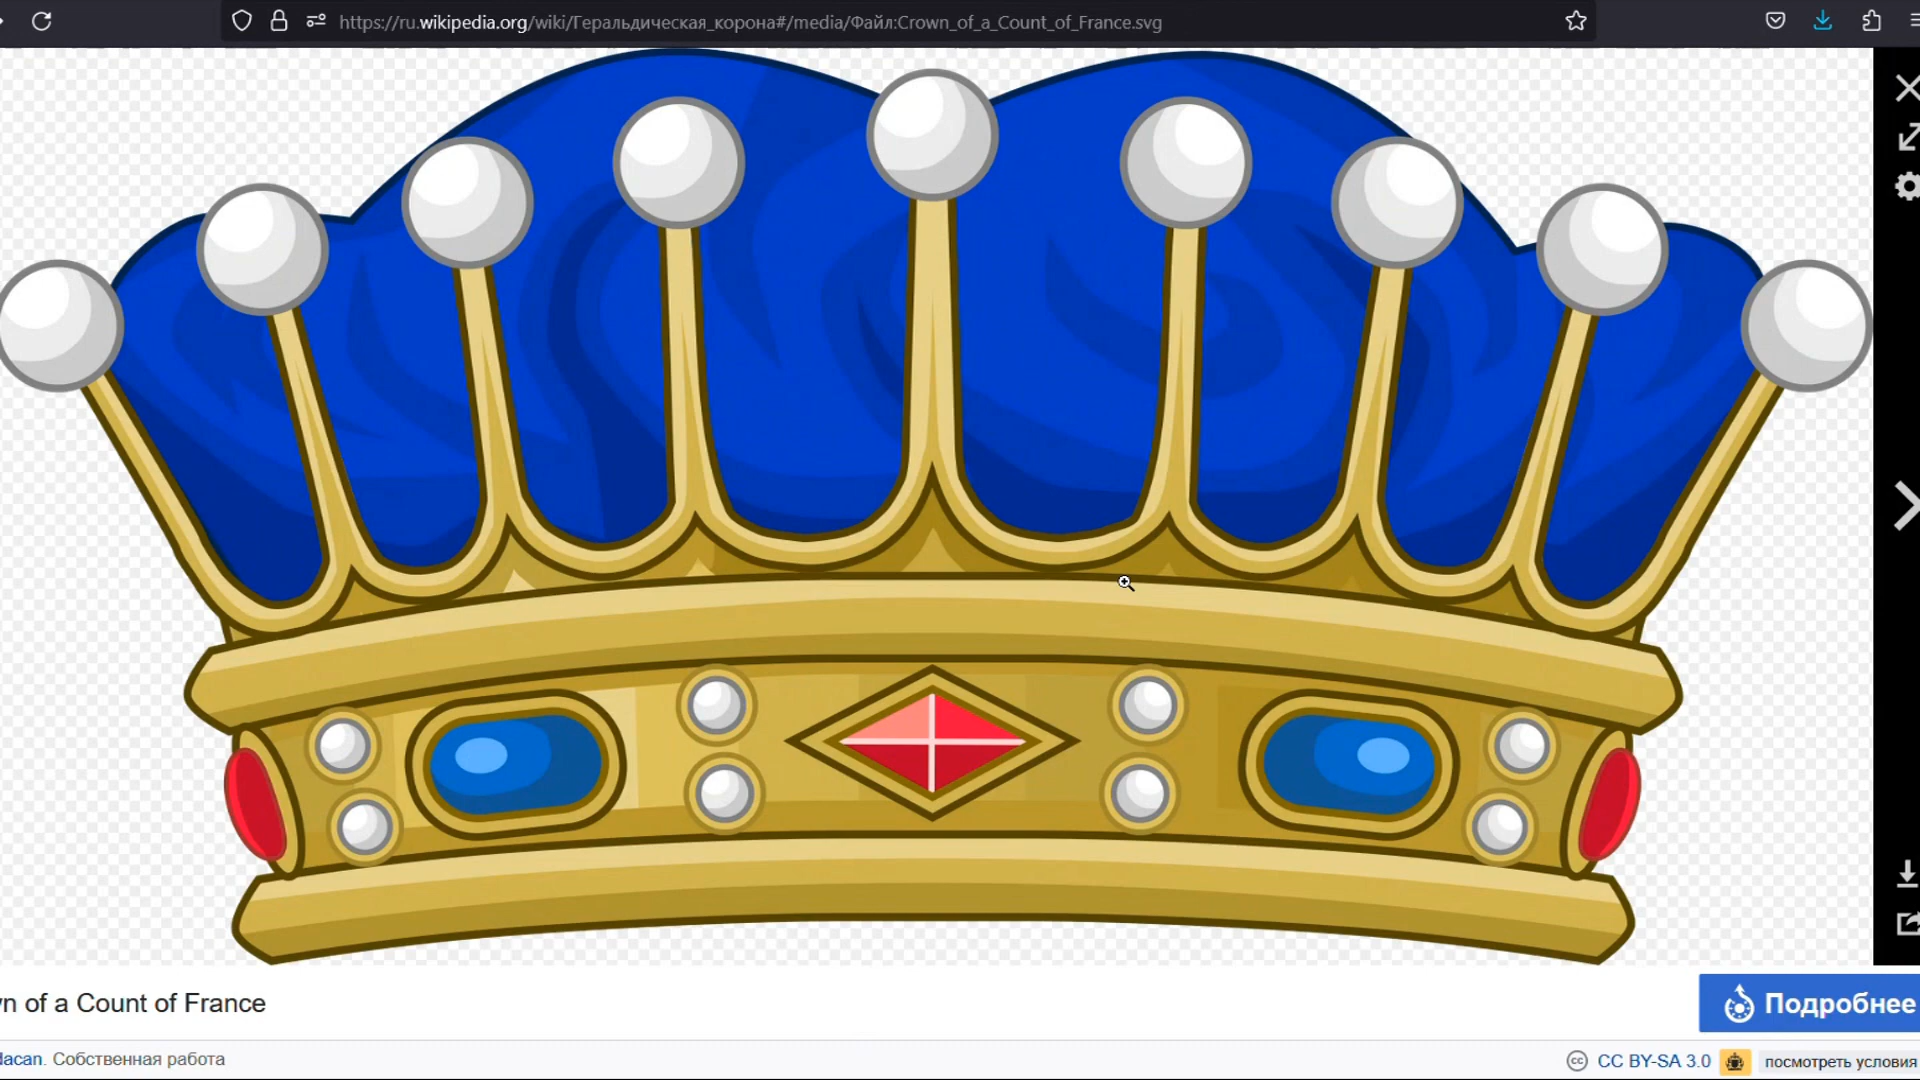 https://ru.wikipedia.org/wiki/Геральдическая_корона#/media/Файл:Crown_of_a_Count_of_France.svg
of a Count of France
Подробнее
Собственная работа
CC BY-SA 3.0
посмотреть условия